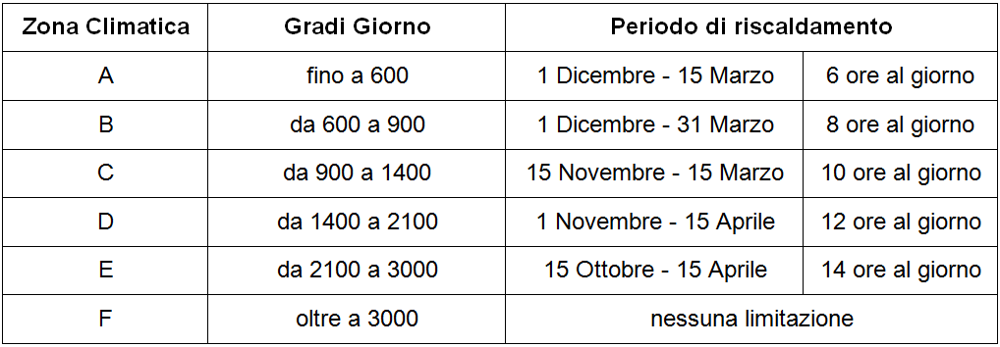 Zona Climatica Gradi Giorno Periodo di riscaldamento
A fino a 600 1 Dicembre - 15 Marzo 6 ore al giorno
B da 600 a 900 1 Dicembre - 31 Marzo 8 ore al giorno
C da 900 a 1400 15 Novembre - 15 Marzo 10 ore al giorno
D da 1400 a 2100 1 Novembre - 15 Aprile 12 ore al giorno
E da 2100 a 3000 15 Ottobre - 15 Aprile 14 ore al giorno
F oltre a 3000 nessuna limitazione